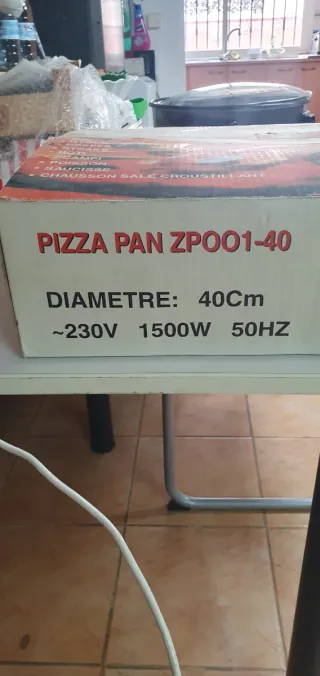 POISSON
SAUCISSE
• CHAUSSON SALE CROUSTILLANT
PIZZA PAN ZPOO1-40
DIAMETRE: 40Cm
~230V 1500W 50HZ